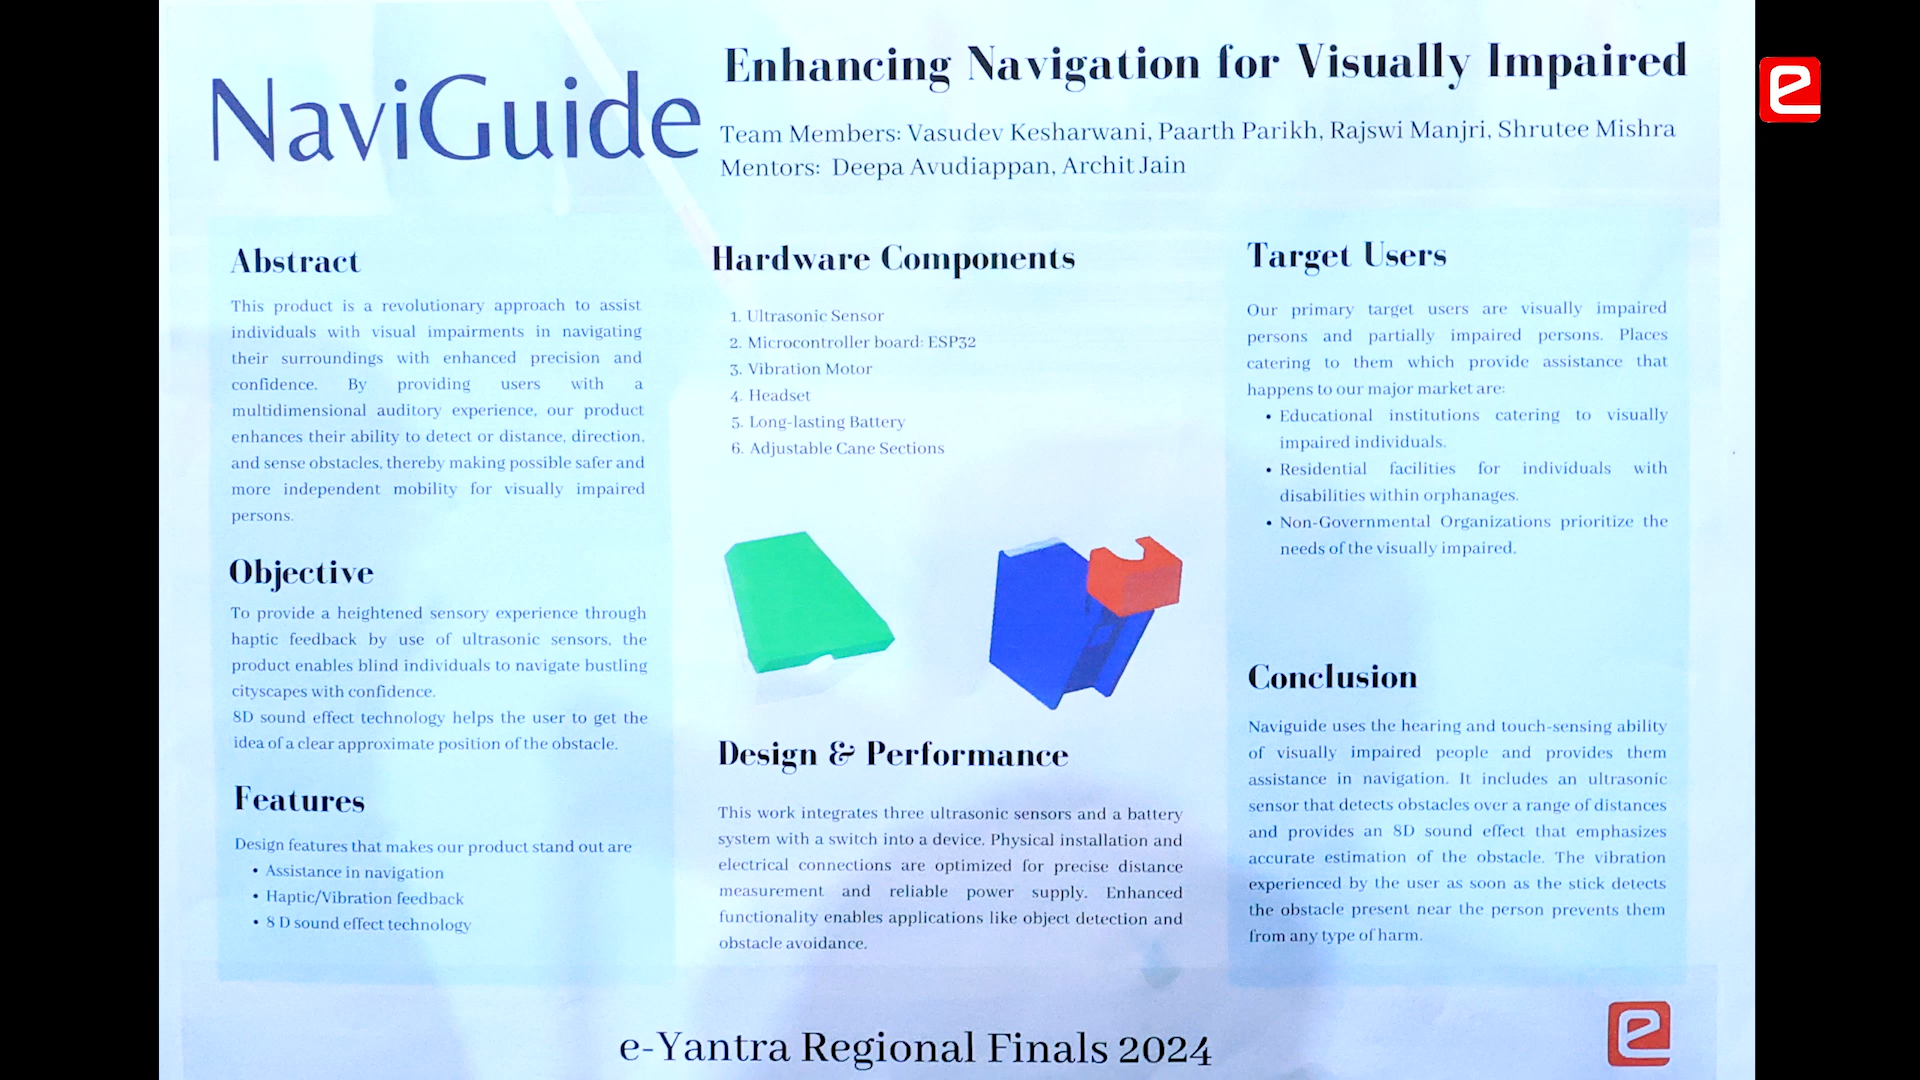 NaviGuide
Enhancing Navigation for Visually Impaired
Team Members: Vasudev Kesharwani, Paarth Parikh, Rajswi Manjri, Shrutee Mishra
Mentors: Deepa Avudiappan, Archit Jain
Abstract
This product is a revolutionary approach to assist
individuals with visual impairments in navigating
their surroundings with enhanced precision and
confidence. By providing users with a
multidimensional auditory experience, our product
enhances their ability to detect or distance, direction,
and sense obstacles, thereby making possible safer and
more independent mobility for visually impaired
persons.
Objective
To provide a heightened sensory experience through
haptic feedback by use of ultrasonic sensors, the
product enables blind individuals to navigate bustling
cityscapes with confidence.
8D sound effect technology helps the user to get the
idea of a clear approximate position of the obstacle.
Features
Design features that makes our product stand out are
• Assistance in navigation
• Haptic/Vibration feedback
• 8 D sound effect technology
Hardware Components
1. Ultrasonic Sensor
2. Microcontroller board: ESP32
3. Vibration Motor
4. Headset
5. Long-lasting Battery
6. Adjustable Cane Sections
Design & Performance
This work integrates three ultrasonic sensors and a battery
system with a switch into a device. Physical installation and
electrical connections are optimized for precise distance
measurement and reliable power supply. Enhanced
functionality enables applications like object detection and
obstacle avoidance.
Target Users
Our primary target users are visually impaired
persons and partially impaired persons. Places
catering to them which provide assistance that
happens to our major market are:
• Educational institutions catering to visually
impaired individuals.
• Residential facilities for individuals with
disabilities within orphanages.
• Non-Governmental Organizations prioritize the
needs of the visually impaired.
Conclusion
Naviguide uses the hearing and touch-sensing ability
of visually impaired people and provides them
assistance in navigation. It includes an ultrasonic
sensor that detects obstacles over a range of distances
and provides an 8D sound effect that emphasizes
accurate estimation of the obstacle. The vibration
experienced by the user as soon as the stick detects
the obstacle present near the person prevents them
from any type of harm.
e-Yantra Regional Finals 2024
e
e